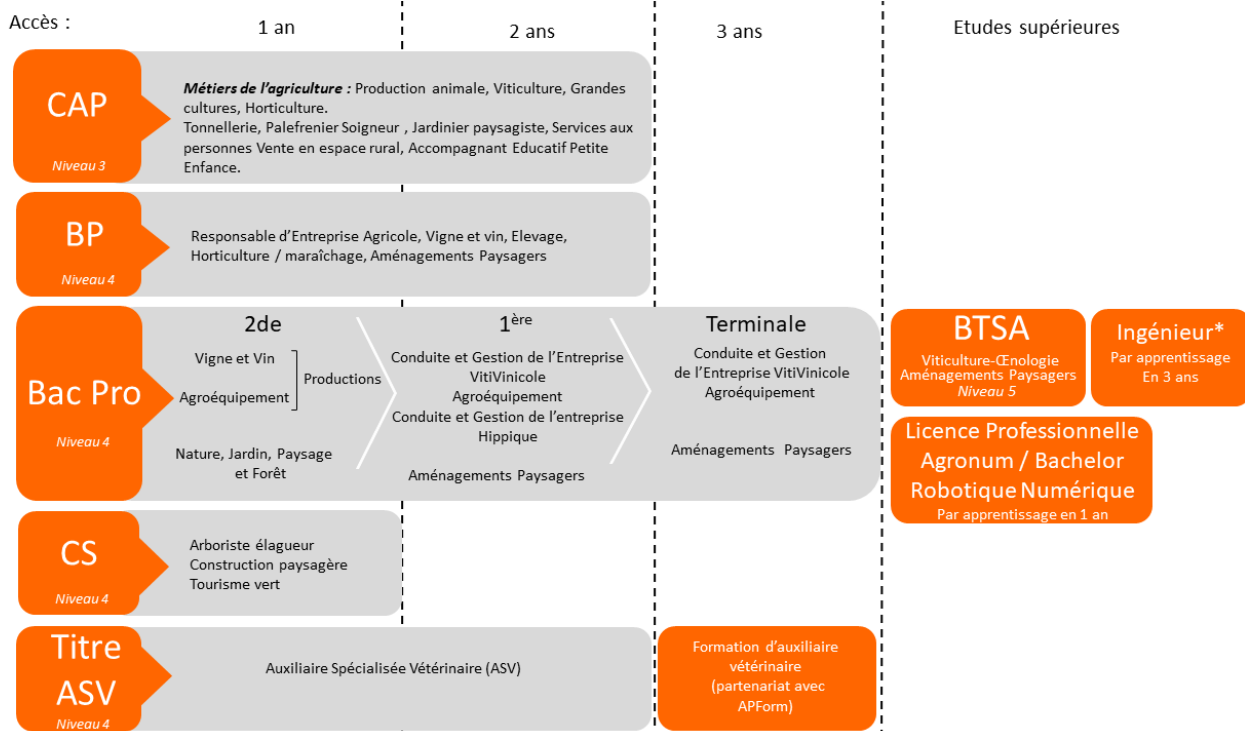 Accès :
1 an
2 ans
3 ans
Etudes supérieures
CAP
Niveau 3
Métiers de l'agriculture : Production animale, Viticulture, Grandes
cultures, Horticulture.
Tonnellerie, Palefrenier Soigneur , Jardinier paysagiste, Services aux
personnes Vente en espace rural, Accompagnant Educatif Petite
Enfance.
BP
Niveau 4
Responsable d'Entreprise Agricole, Vigne et vin, Elevage,
Horticulture / maraîchage, Aménagements Paysagers
Bac Pro
Niveau 4
2de
Vigne et Vin
Agroéquipement
Productions
Nature, Jardin, Paysage
et Forêt
1ère
Conduite et Gestion de l'Entreprise
VitiVinicole
Agroéquipement
Conduite et Gestion de l'entreprise
Hippique
Aménagements Paysagers
Terminale
Conduite et Gestion
de l'Entreprise VitiVinicole
Agroéquipement
Aménagements Paysagers
BTSA
Viticulture-Œnologie
Aménagements Paysagers
Niveau 5
Ingénieur*
Par apprentissage
En 3 ans
Licence Professionnelle
Agronum / Bachelor
Robotique Numérique
Par apprentissage en 1 an
CS
Niveau 4
Arboriste élagueur
Construction paysagère
Tourisme vert
Titre
ASV
Niveau 4
Auxiliaire Spécialisée Vétérinaire (ASV)
Formation d'auxiliaire
vétérinaire
(partenariat avec
APForm)